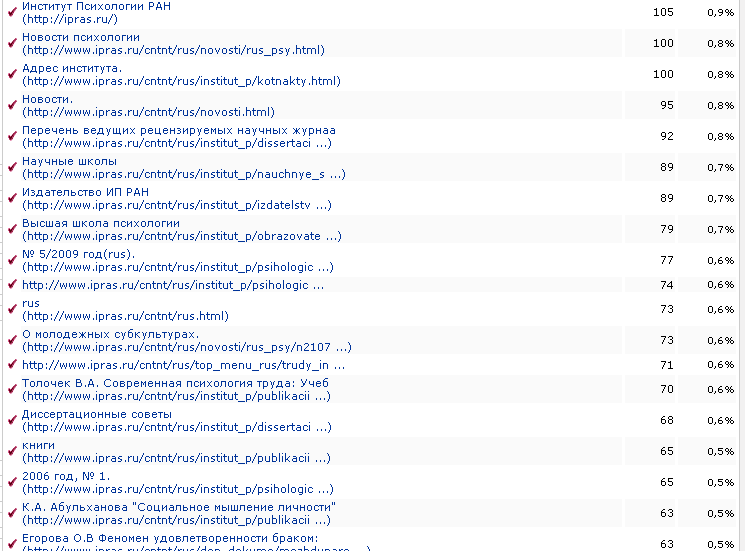 Институт Психологии РАН
(http://ipras.ru/) 105 0,9%
Новости психологии
(http://www.ipras.ru/cntnt/rus/novosti/rus_psy.html) 100 0,8%
Адрес института.
(http://www.ipras.ru/cntnt/rus/institut_p/kotnakty.html) 100 0,8%
Новости.
(http://www.ipras.ru/cntnt/rus/novosti.html) 95 0,8%
Перечень ведущих рецензируемых научных журнаа
(http://www.ipras.ru/cntnt/rus/institut_p/dissertaci ...) 92 0,8%
Научные школы
(http://www.ipras.ru/cntnt/rus/institut_p/nauchnye_s ...) 89 0,7%
Издательство ИП РАН
(http://www.ipras.ru/cntnt/rus/institut_p/izdatelstv ...) 89 0,7%
Высшая школа психологии
(http://www.ipras.ru/cntnt/rus/institut_p/obrazovate ...) 79 0,7%
№ 5/2009 год(rus).
(http://www.ipras.ru/cntnt/rus/institut_p/psihologic ...) 77 0,6%
http://www.ipras.ru/cntnt/rus/institut_p/psihologic ... 74 0,6%
rus
(http://www.ipras.ru/cntnt/rus.html) 73 0,6%
О молодежных субкультурах.
(http://www.ipras.ru/cntnt/rus/novosti/rus_psy/n2107 ...) 73 0,6%
http://www.ipras.ru/cntnt/rus/top_menu_rus/trudy_in ... 71 0,6%
Толочек В.А. Современная психология труда: Учеб
(http://www.ipras.ru/cntnt/rus/institut_p/publikacii ...) 70 0,6%
Диссертационные советы
(http://www.ipras.ru/cntnt/rus/institut_p/dissertaci ...) 68 0,6%
книги
(http://www.ipras.ru/cntnt/rus/institut_p/publikacii ...) 65 0,5%
2006 год, № 1.
(http://www.ipras.ru/cntnt/rus/institut_p/psihologic ...) 65 0,5%
К.А. Абульханова "Социальное мышление личности"
(http://www.ipras.ru/cntnt/rus/institut_p/publikacii ...) 63 0,5%
Егорова О.В Феномен удовлетворенности браком:
63 0,5%